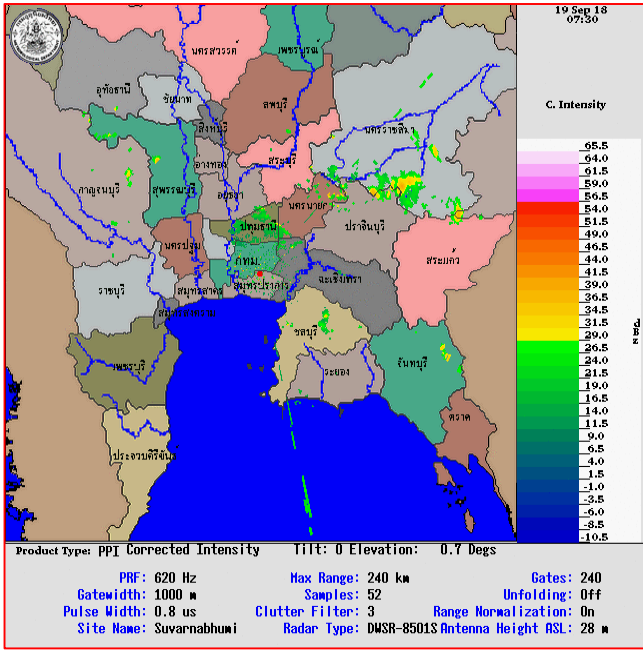 19 Sep 18
07:30
C. Intensity
65.5
64.0
61.5
59.0
56.5
54.0
51.5
49.0
46.5
44.0
41.5
39.0
36.5
34.0
31.5
29.0
26.5
24.0
21.5
19.0
16.5
14.0
11.5
9.0
6.5
4.0
1.5
-1.0
-3.5
-6.0
-8.5
-10.5
นครสวรรค์
เพชรบูรณ์
อุทัยธานี
ชัยนาท
ลพบุรี
สิงห์บุรี
นครราชสีมา
อ่างทอง
สระบุรี
กาญจนบุรี
สุพรรณบุรี
อยุธยา
นครนายก
ปราจีนบุรี
ปทุมธานี
นครปฐม
กทม.
สระแก้ว
ราชบุรี
สมุทรสาคร
สมุทรปราการ
ฉะเชิงเทรา
สมุทรสงคราม
ชลบุรี
เพชรบุรี
ระยอง
จันทบุรี
ตราด
ประจวบคีรีขันธ์
Product Type: PPI Corrected Intensity Tilt: 0 Elevation: 0.7 Degs
PRF: 620 Hz Max Range: 240 km Gates: 240
Gatewidth: 1000 m Samples: 52 Unfolding: Off
Pulse Width: 0.8 us Clutter Filter: 3 Range Normalization: On
Site Name: Suvarnabhumi Radar Type: DWSR-8501S Antenna Height ASL: 28 m